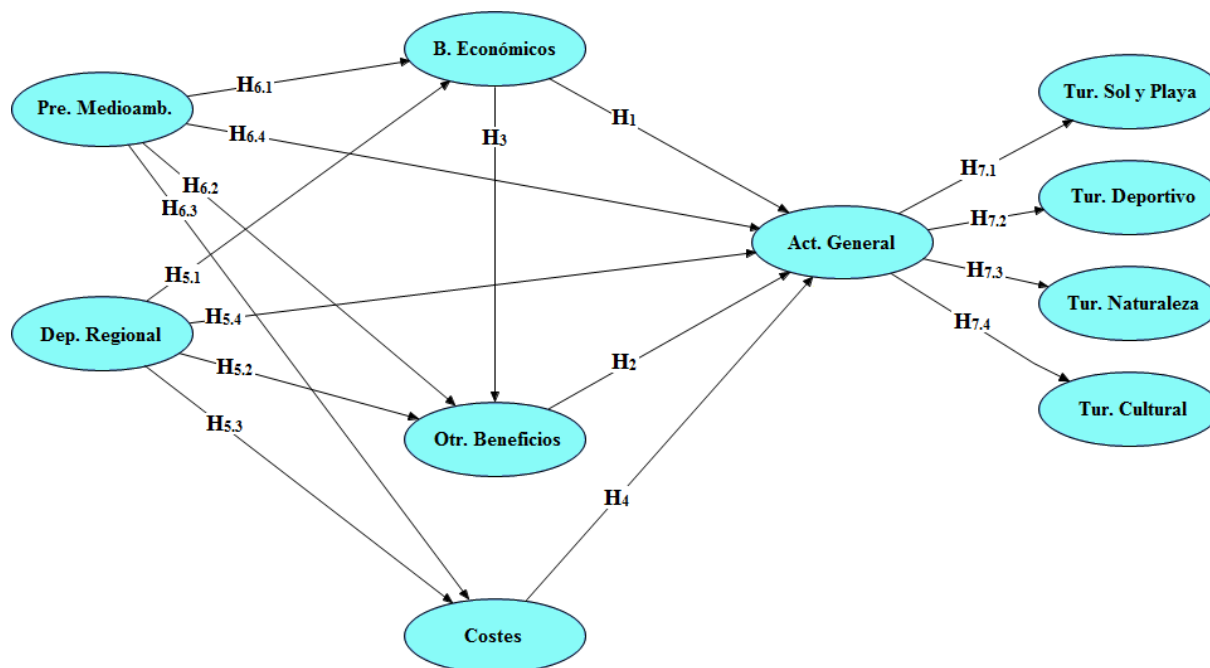 B. Económicos
Tur. Sol y Playa
Pre. Medioamb.
H6.1
H1
H6.4
H3
H7.1
H6.2
H6.3
Tur. Deportivo
H7.2
Act. General
H7.3
H5.1
Tur. Naturaleza
H5.4
H7.4
Dep. Regional
H5.2
H2
Tur. Cultural
H5.3
Otr. Beneficios
H4
Costes